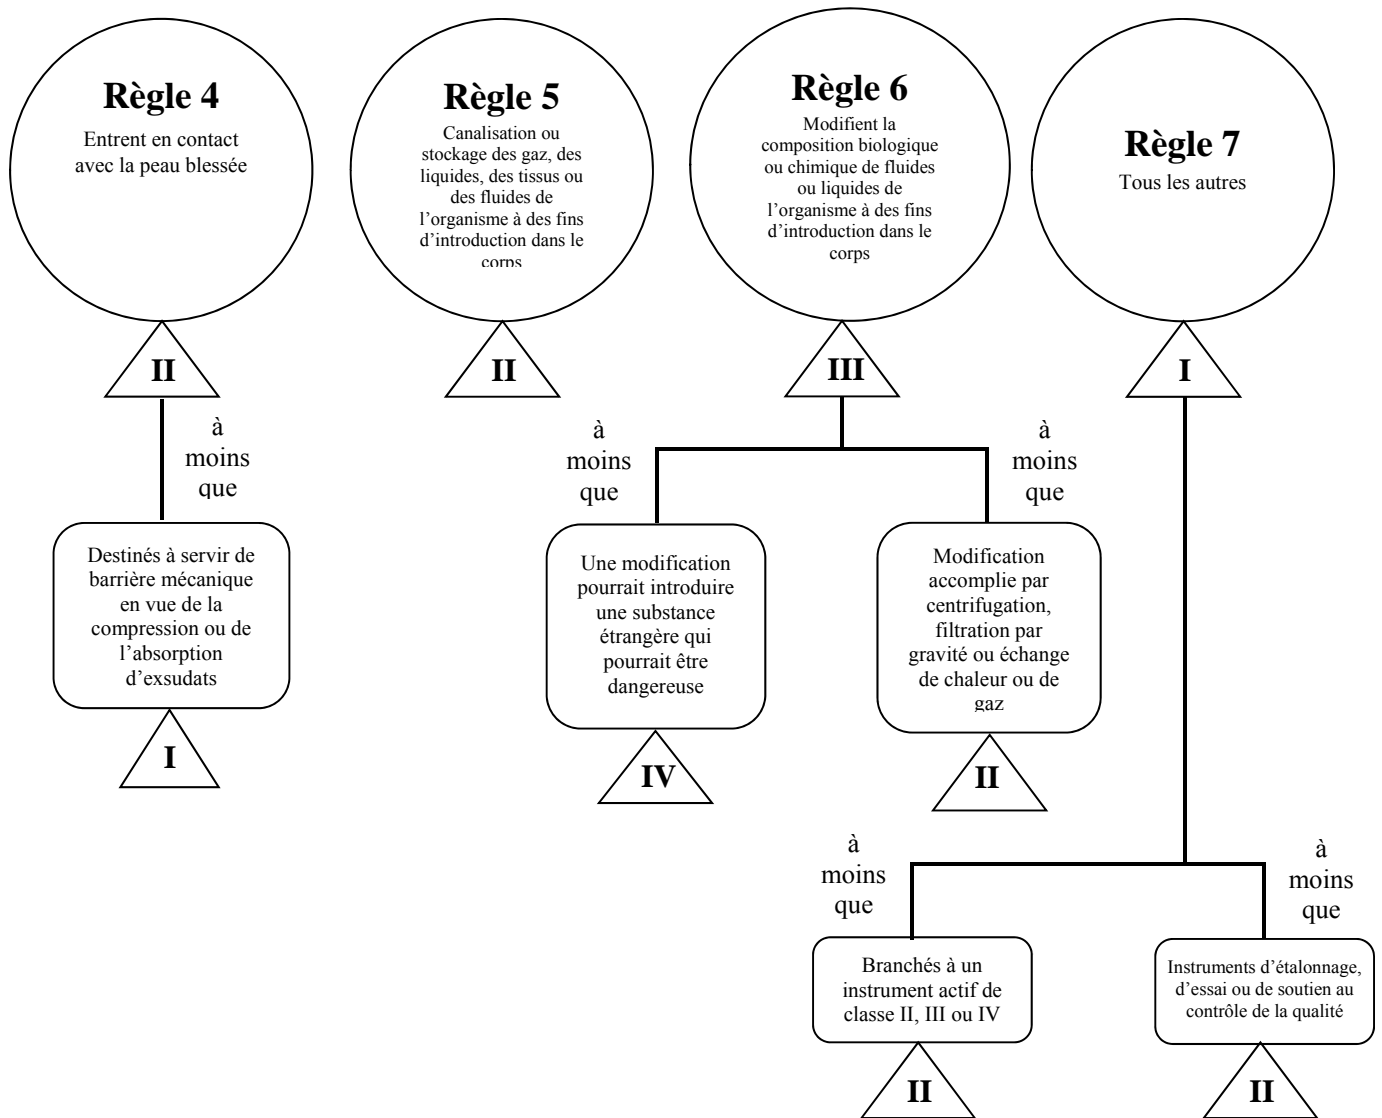 Règle 4
Entrent en contact
avec la peau blessée
II
à
moins
que
Destinés à servir de
barrière mécanique
en vue de la
compression ou de
l'absorption
d'exsudats
I
Règle 5
Canalisation ou
stockage des gaz, des
liquides, des tissus ou
des fluides de
l'organisme à des fins
d'introduction dans le
corps
II
Règle 6
Modifient la
composition biologique
ou chimique de fluides
ou liquides de
l'organisme à des fins
d'introduction dans le
corps
III
à
moins
que
Une modification
pourrait introduire
une substance
étrangère qui
pourrait être
dangereuse
IV
à
moins
que
Modification
accomplie par
centrifugation,
filtration par
gravité ou échange
de chaleur ou de
gaz
II
Règle 7
Tous les autres
I
à
moins
que
Branchés à un
instrument actif de
classe II, III ou IV
II
à
moins
que
Instruments d'étalonnage,
d'essai ou de soutien au
contrôle de la qualité
II